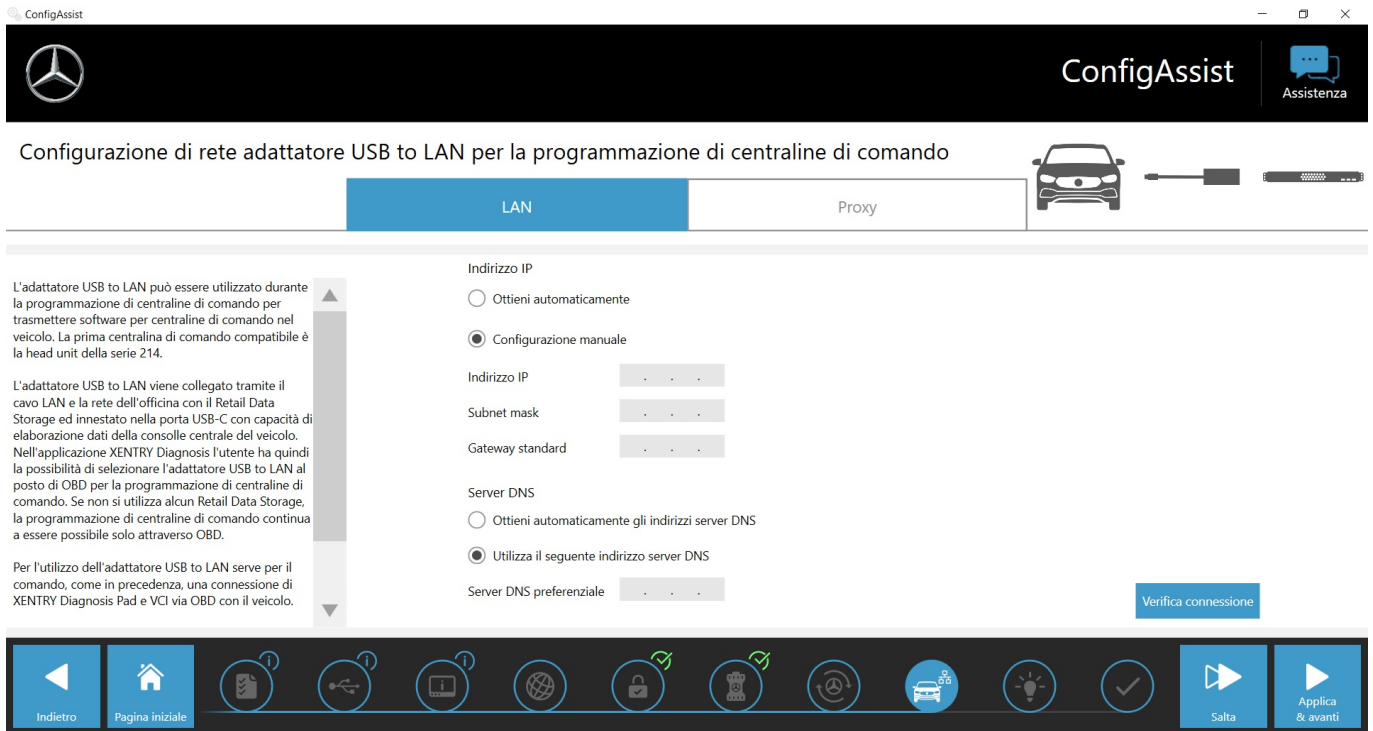 ConfigAssist
ConfigAssist
Assistenza
Configurazione di rete adattatore USB to LAN per la programmazione di centraline di comando
LAN
Proxy
L'adattatore USB to LAN può essere utilizzato durante
la programmazione di centraline di comando per
trasmettere software per centraline di comando nel
veicolo. La prima centralina di comando compatibile è
la head unit della serie 214.
L'adattatore USB to LAN viene collegato tramite il
cavo LAN e la rete dell'officina con il Retail Data
Storage ed innestato nella porta USB-C con capacità di
elaborazione dati della consolle centrale del veicolo.
Nell'applicazione XENTRY Diagnosis l'utente ha quindi
la possibilità di selezionare l'adattatore USB to LAN al
posto di OBD per la programmazione di centraline di
comando. Se non si utilizza alcun Retail Data Storage,
la programmazione di centraline di comando continua
a essere possibile solo attraverso OBD.
Per l'utilizzo dell'adattatore USB to LAN serve per il
comando, come in precedenza, una connessione di
XENTRY Diagnosis Pad e VCI via OBD con il veicolo.
Indirizzo IP
Ottieni automaticamente
Configurazione manuale
Indirizzo IP . . .
Subnet mask . . .
Gateway standard . . .
Server DNS
Ottieni automaticamente gli indirizzi server DNS
Utilizza il seguente indirizzo server DNS
Server DNS preferenziale . . .
Verifica connessione
Indietro
Pagina iniziale
Salta
Applica
& avanti